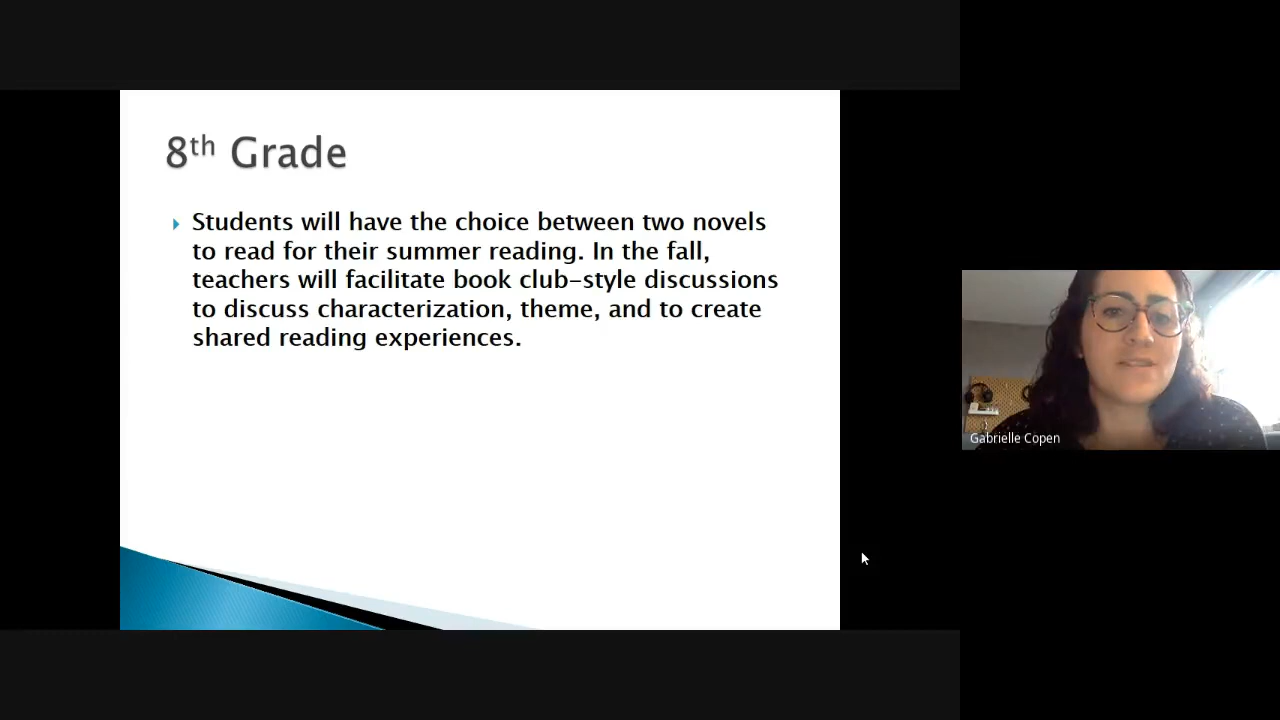 8th Grade
Students will have the choice between two novels
to read for their summer reading. In the fall,
teachers will facilitate book club-style discussions
to discuss characterization, theme, and to create
shared reading experiences.
Gabrielle Copen